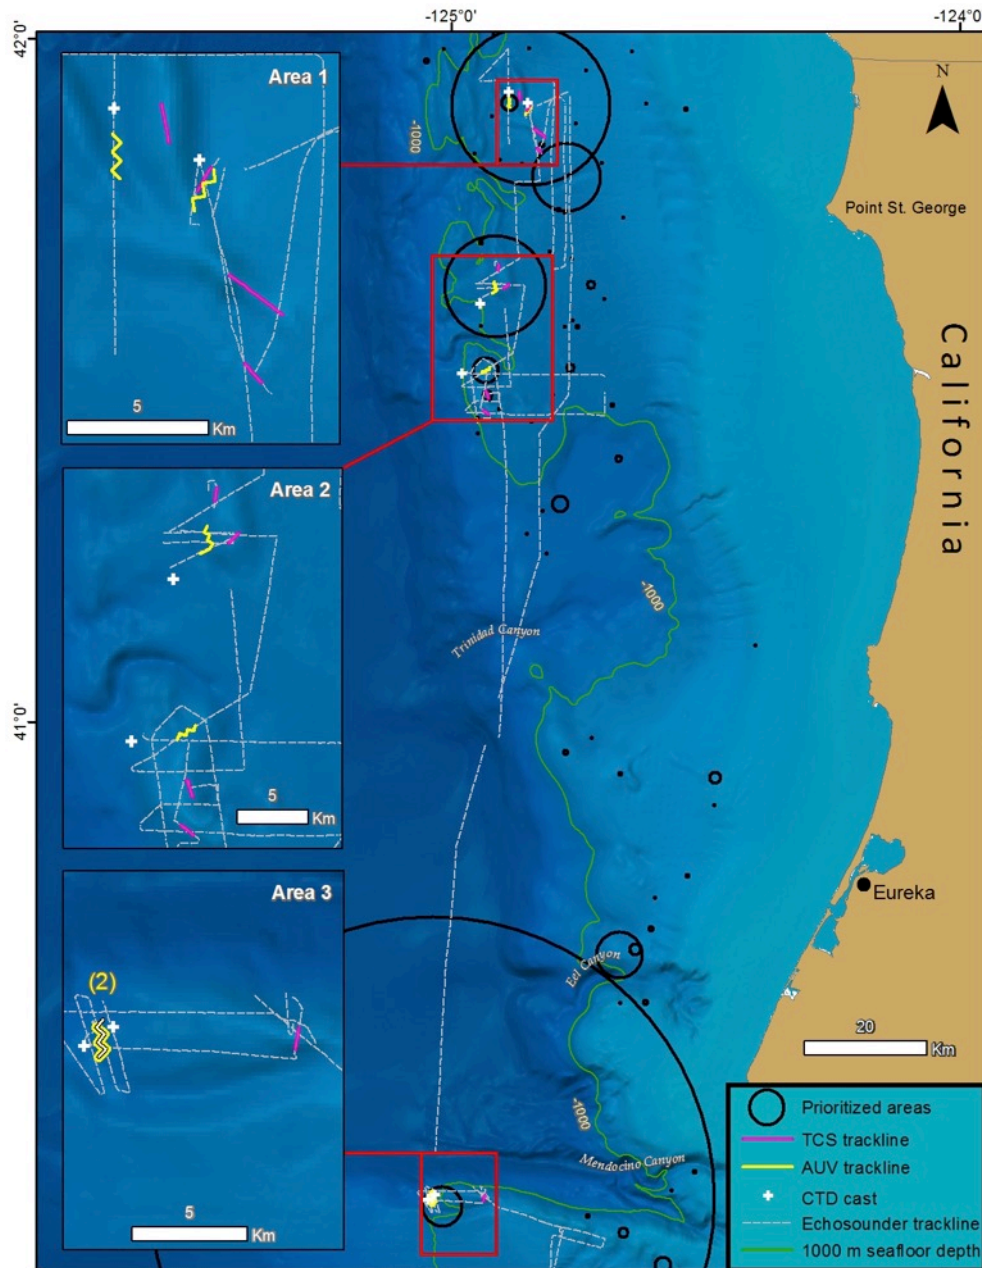 -125°0'
-124°0'
42°0'
Area 1
5
Km
-1000
N
Point St. George
California
Area 2
5
Km
-1000
Trinidad Canyon
41°0'
Area 3
(2)
5
Km
Eureka
Eel Canyon
20
Km
-1000
Mendocino Canyon
Prioritized areas
TCS trackline
AUV trackline
CTD cast
Echosounder trackline
1000 m seafloor depth